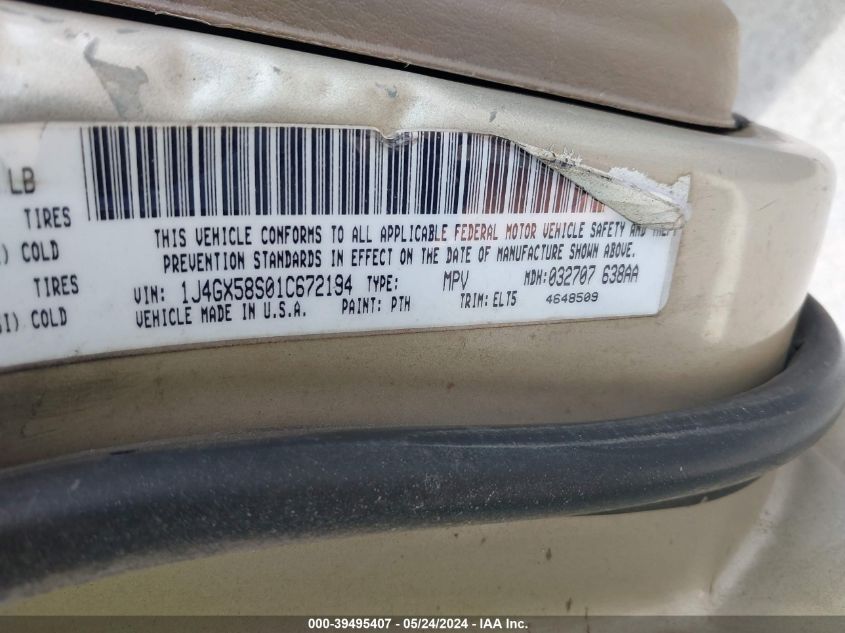 LB
TIRES
) COLD
TIRES
SI) COLD
THIS VEHICLE CONFORMS TO ALL APPLICABLE FEDERAL MOTOR VEHICLE SAFETY AND THEFT
PREVENTION STANDARDS IN EFFECT ON THE DATE OF MANUFACTURE SHOWN ABOVE.
VIN: 1J4GX58S01C672194 TYPE: MPV MDH: 032707 638AA
VEHICLE MADE IN U.S.A. PAINT: PTH TRIM: ELT5 4648509
000-39495407 - 05/24/2024 - IAA Inc.